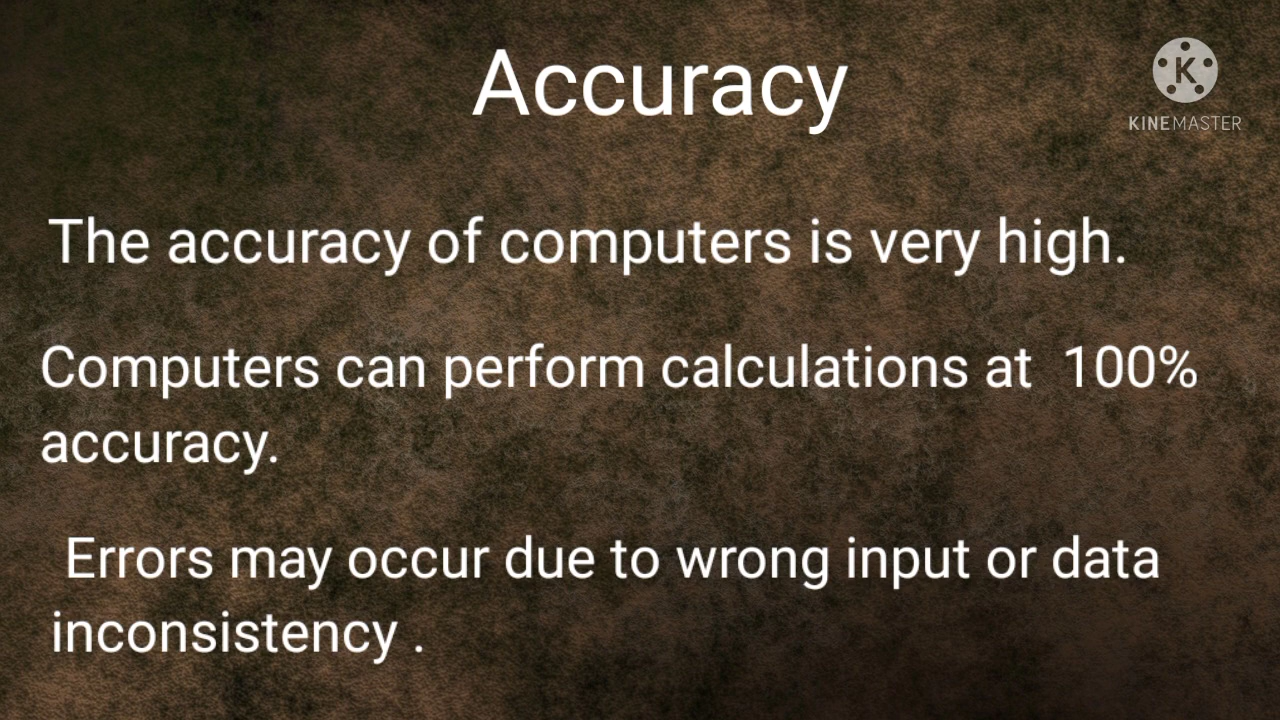 Accuracy
K
KINEMASTER
The accuracy of computers is very high.
Computers can perform calculations at 100%
accuracy.
Errors may occur due to wrong input or data
inconsistency .